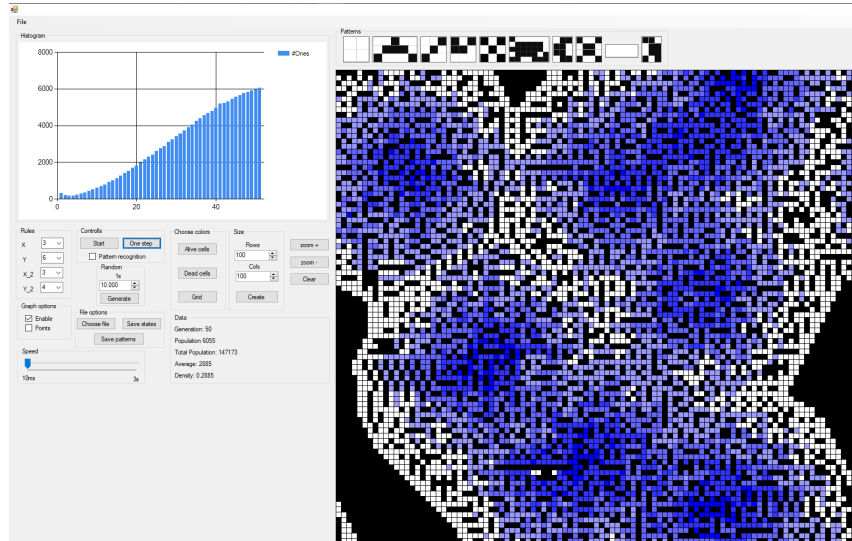 File
Histogram
8000
6000
4000
2000
0
0 20 40
#Ones
Patterns
Rules
X 3
Y 6
X_2 3
Y_2 4
Controlls
Start One step
Pattern recognition
Random
1s
10.000
Generate
Choose colors
Alive cells
Dead cells
Grid
Size
Rows
100
Cols
100
Create
zoom +
zoom -
Clear
Graph options
Enable
Points
File options
Choose file Save states
Save patterns
Data
Generation: 50
Population 6055
Total Population: 147173
Average: 2885
Density: 0.2885
Speed
10ms 3s